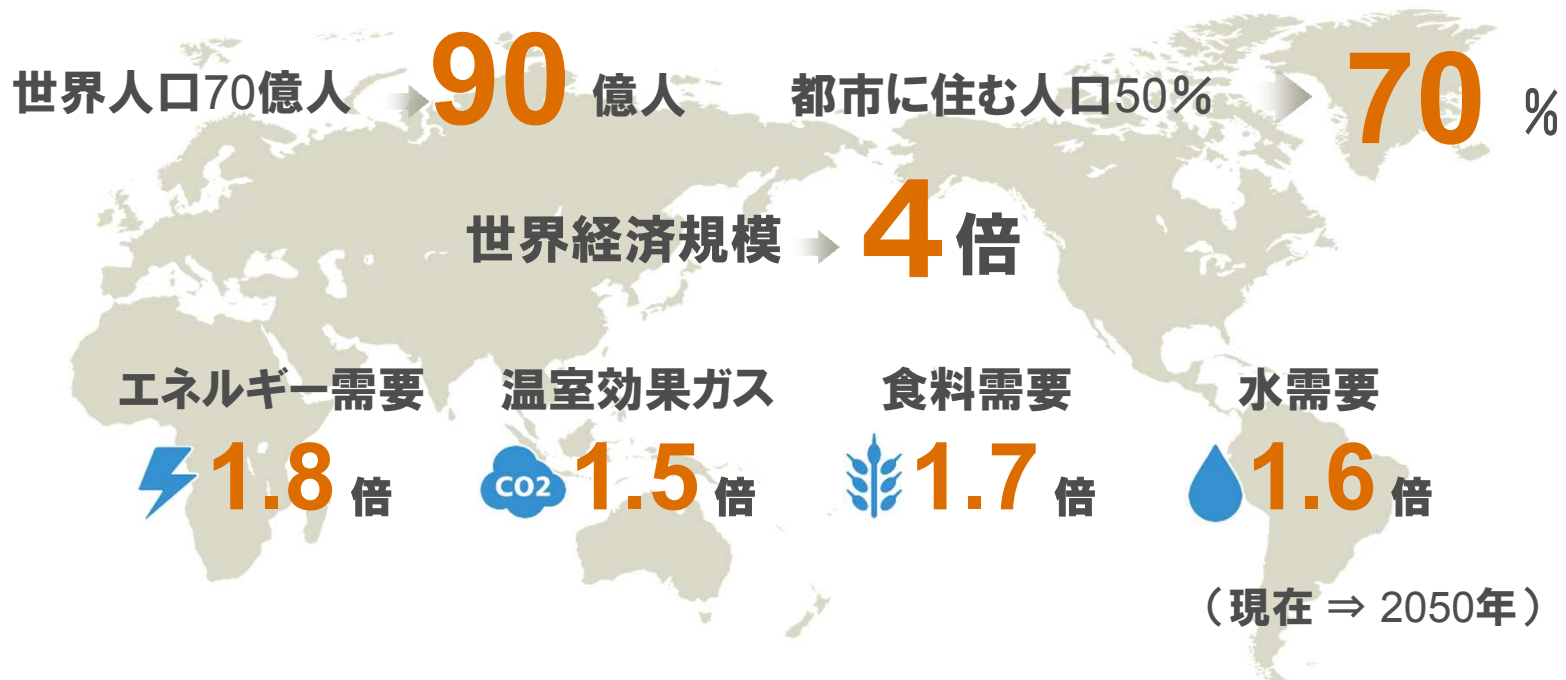 世界人口70億人 90 億人 都市に住む人口50% 70 %
世界経済規模 4 倍
エネルギー需要 温室効果ガス 食料需要 水需要
1.8 倍 CO2 1.5 倍 1.7 倍 1.6 倍
（現在 ⇒ 2050年）